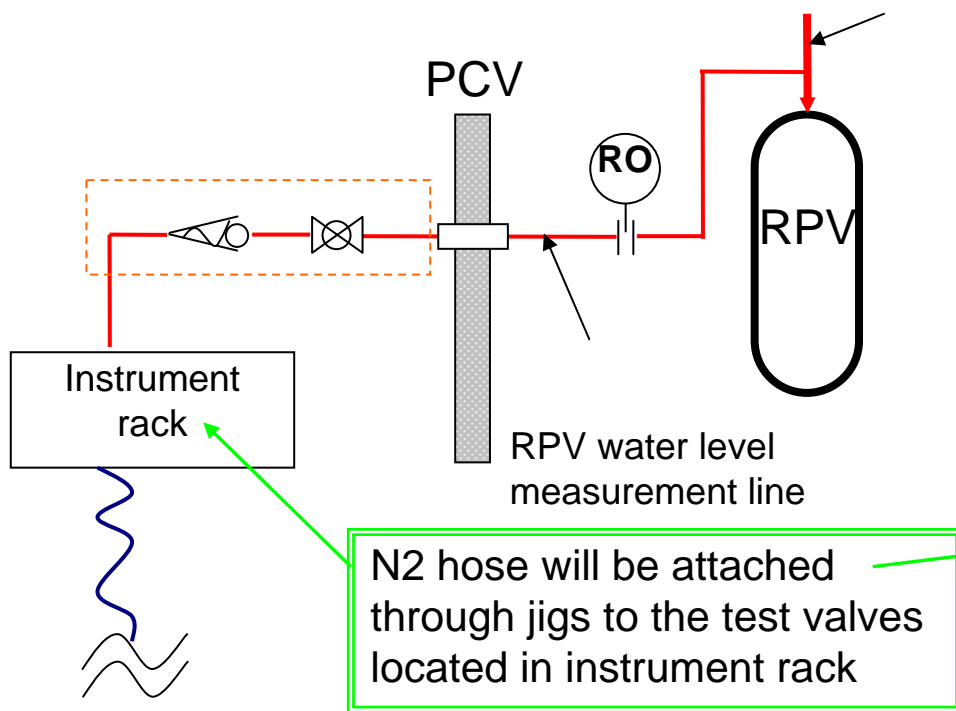 PCV
RO
RPV
Instrument
rack
RPV water level
measurement line
N2 hose will be attached
through jigs to the test valves
located in instrument rack